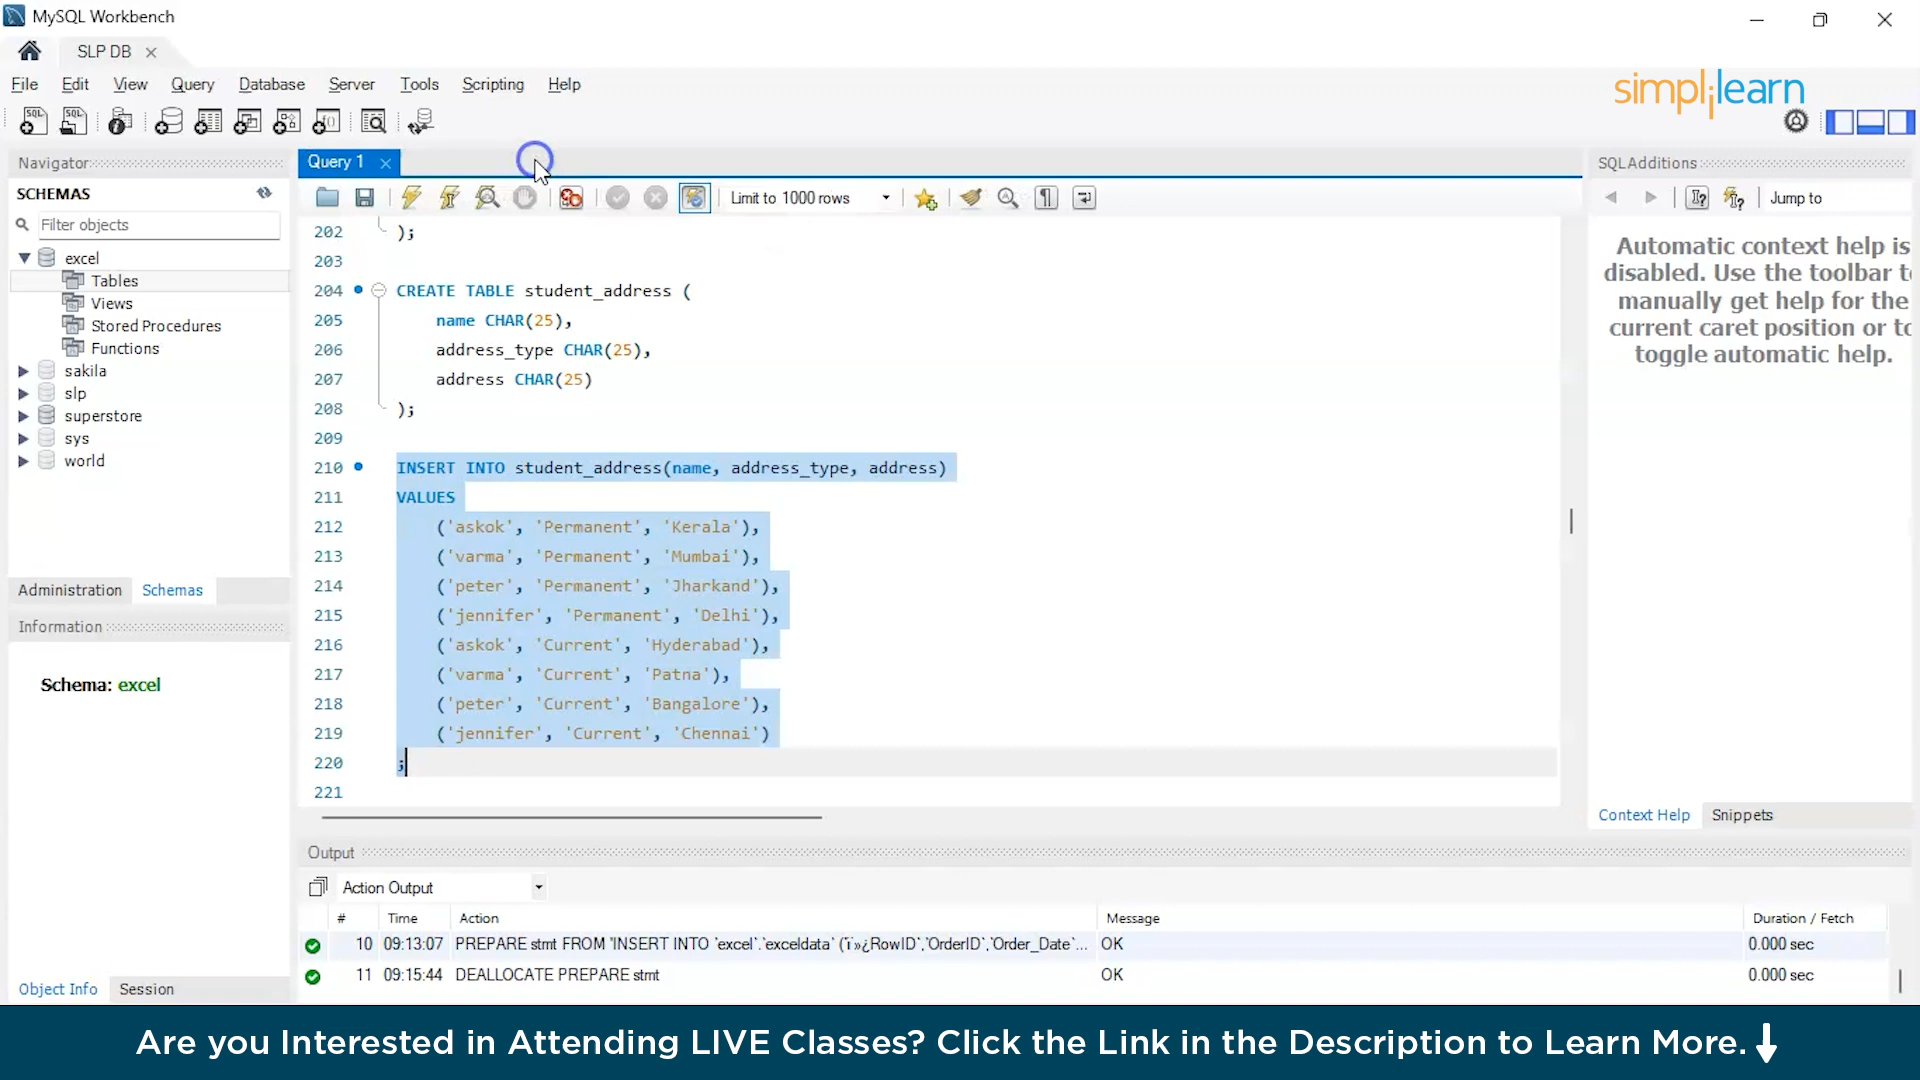 MySQL Workbench
SLP DB
File Edit View Query Database Server Tools Scripting Help
simplilearn
Navigator
SCHEMAS
Filter objects
excel
Tables
Views
Stored Procedures
Functions
sakila
slp
superstore
sys
world
Administration Schemas
Information
Schema: excel
Object Info Session
Query 1
Limit to 1000 rows
202 );
203
204 CREATE TABLE student_address (
205 name CHAR(25),
206 address_type CHAR(25),
207 address CHAR(25)
208 );
209
210 INSERT INTO student_address(name, address_type, address)
211 VALUES
212 ('askok', 'Permanent', 'Kerala'),
213 ('varma', 'Permanent', 'Mumbai'),
214 ('peter', 'Permanent', 'Jharkand'),
215 ('jennifer', 'Permanent', 'Delhi'),
216 ('askok', 'Current', 'Hyderabad'),
217 ('varma', 'Current', 'Patna'),
218 ('peter', 'Current', 'Bangalore'),
219 ('jennifer', 'Current', 'Chennai')
220 ;
221
SQLAdditions
Jump to
Automatic context help is
disabled. Use the toolbar t
manually get help for the
current caret position or to
toggle automatic help.
Context Help Snippets
Output
Action Output
# Time Action Message Duration / Fetch
10 09:13:07 PREPARE stmt FROM 'INSERT INTO `excel`.`exceldata` (`ï»¿RowID`,`OrderID`,`Order_Date`... OK 0.000 sec
11 09:15:44 DEALLOCATE PREPARE stmt OK 0.000 sec
Are you Interested in Attending LIVE Classes? Click the Link in the Description to Learn More.